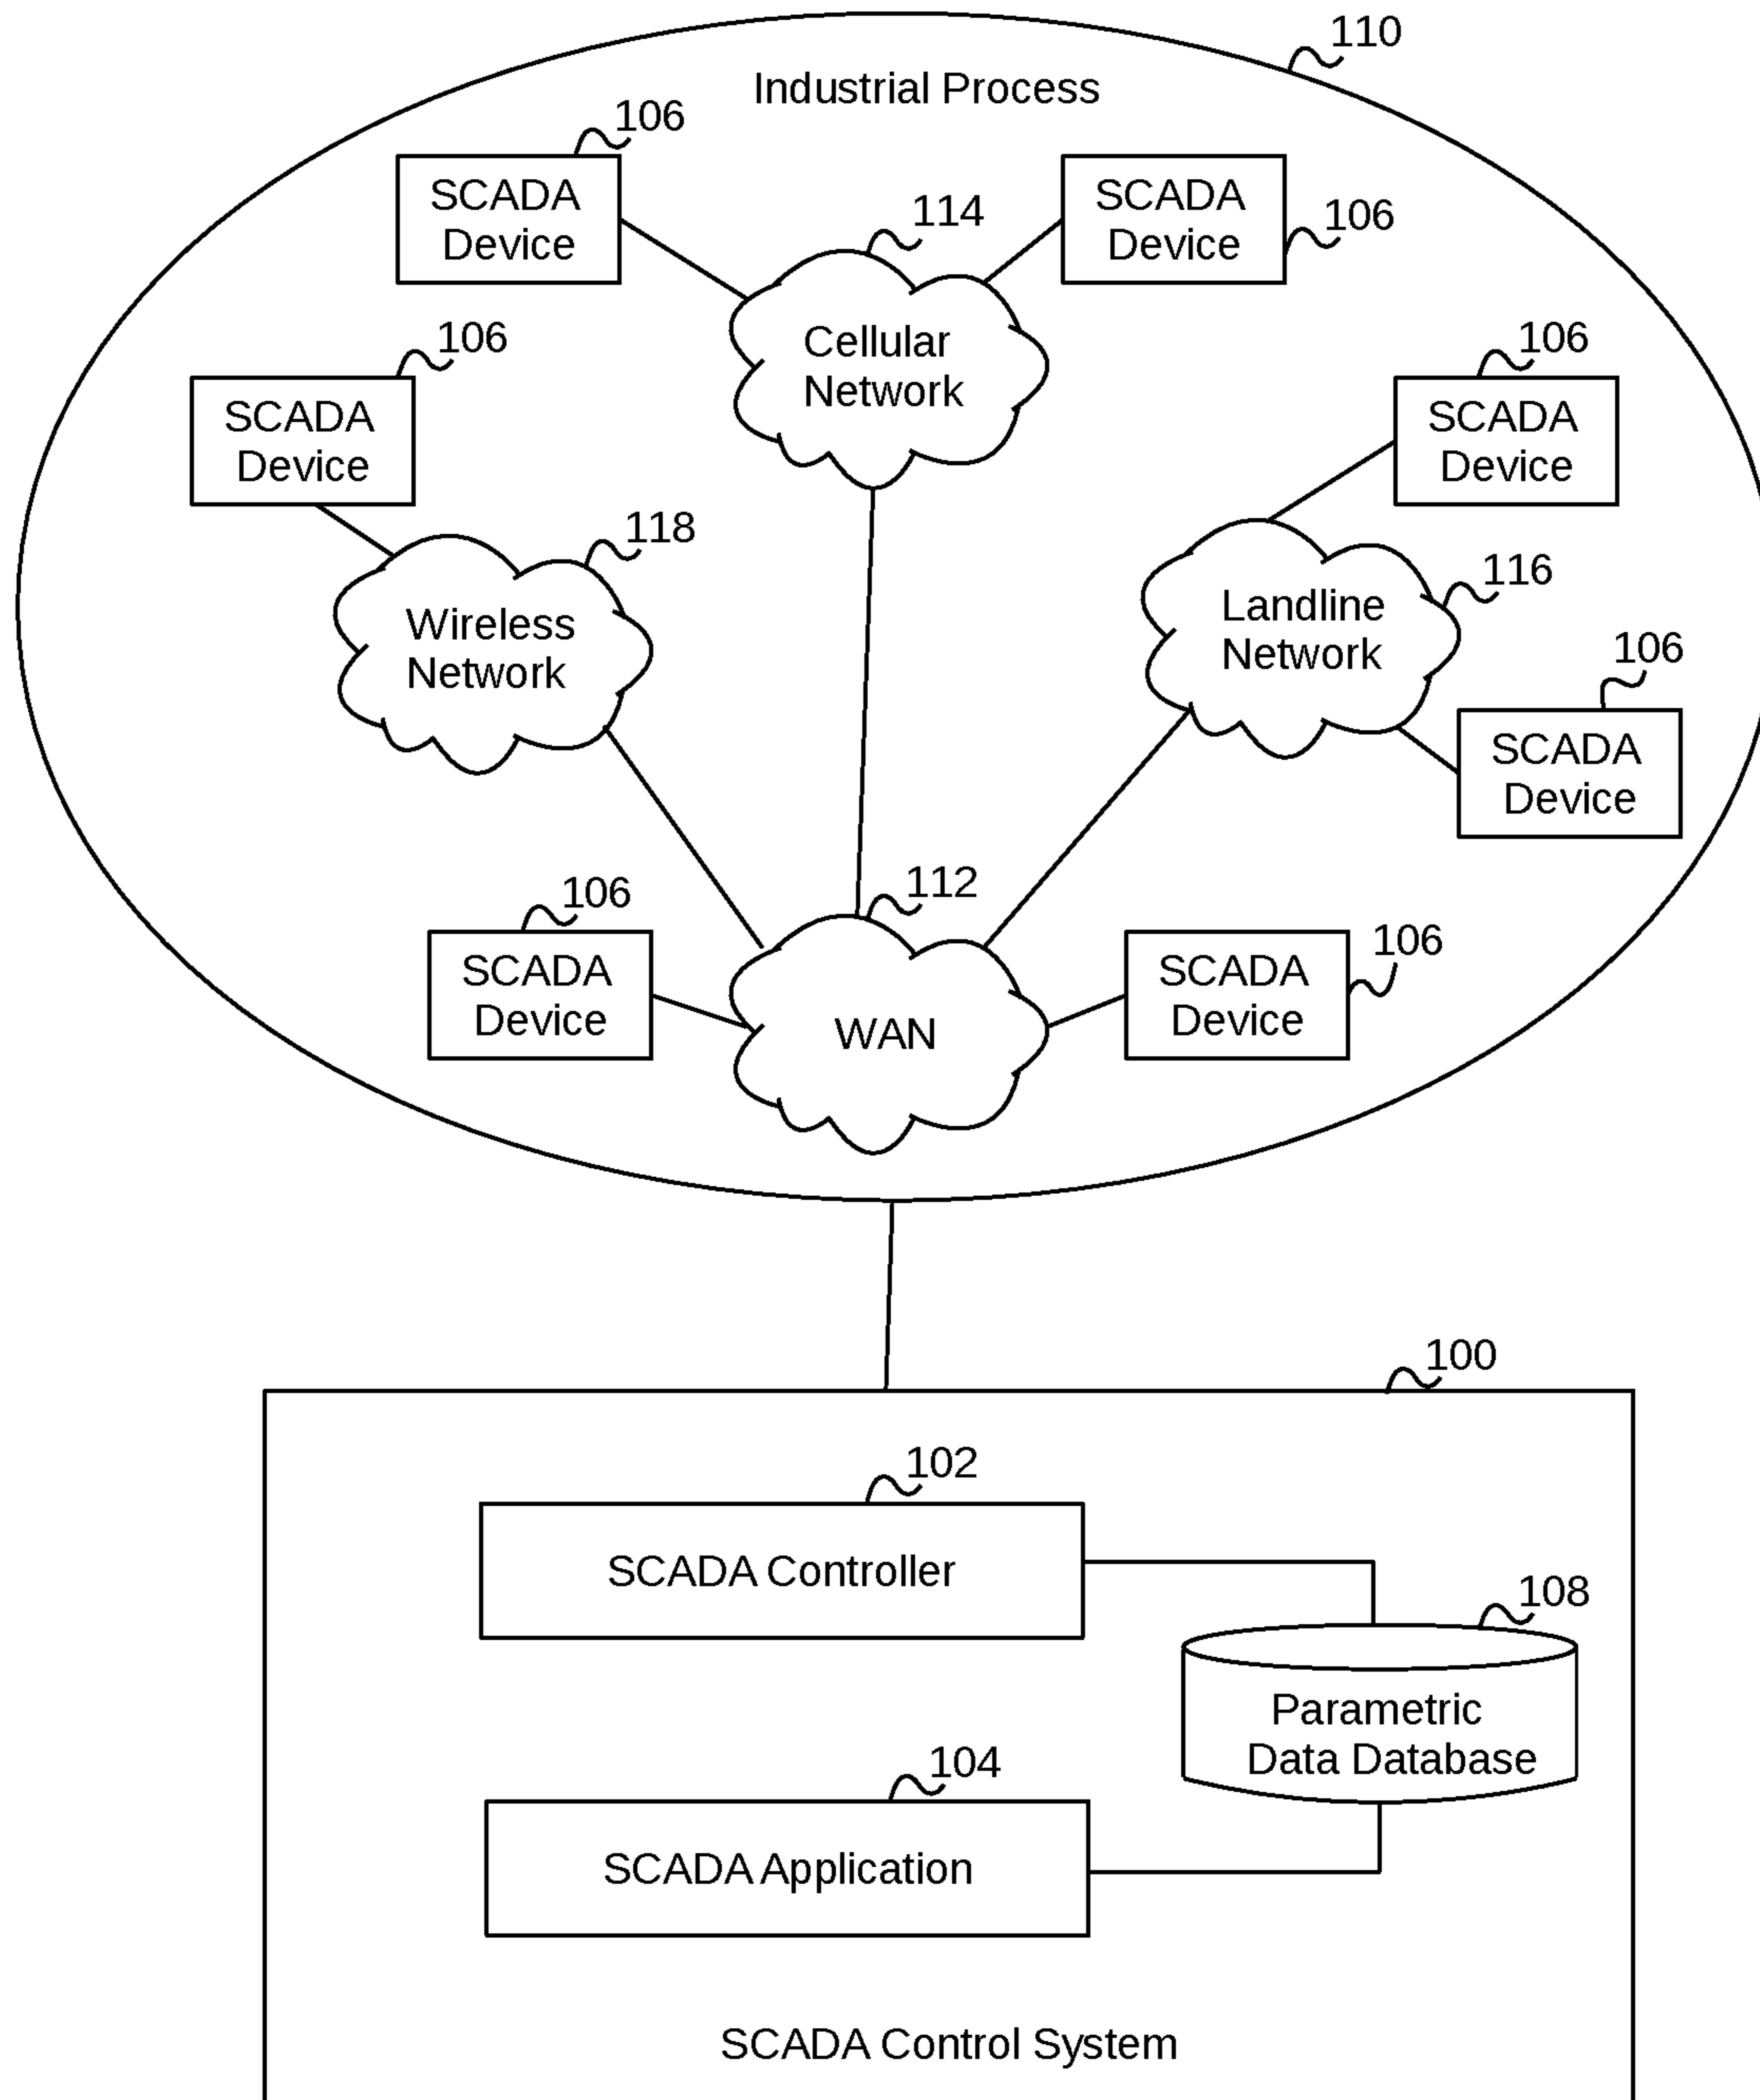 110
Industrial Process
106
SCADA
Device
114
SCADA
Device
106
106
SCADA
Device
Cellular
Network
106
SCADA
Device
118
Wireless
Network
116
Landline
Network
106
SCADA
Device
106
SCADA
Device
112
WAN
106
SCADA
Device
100
102
SCADA Controller
108
Parametric
Data Database
104
SCADA Application
SCADA Control System